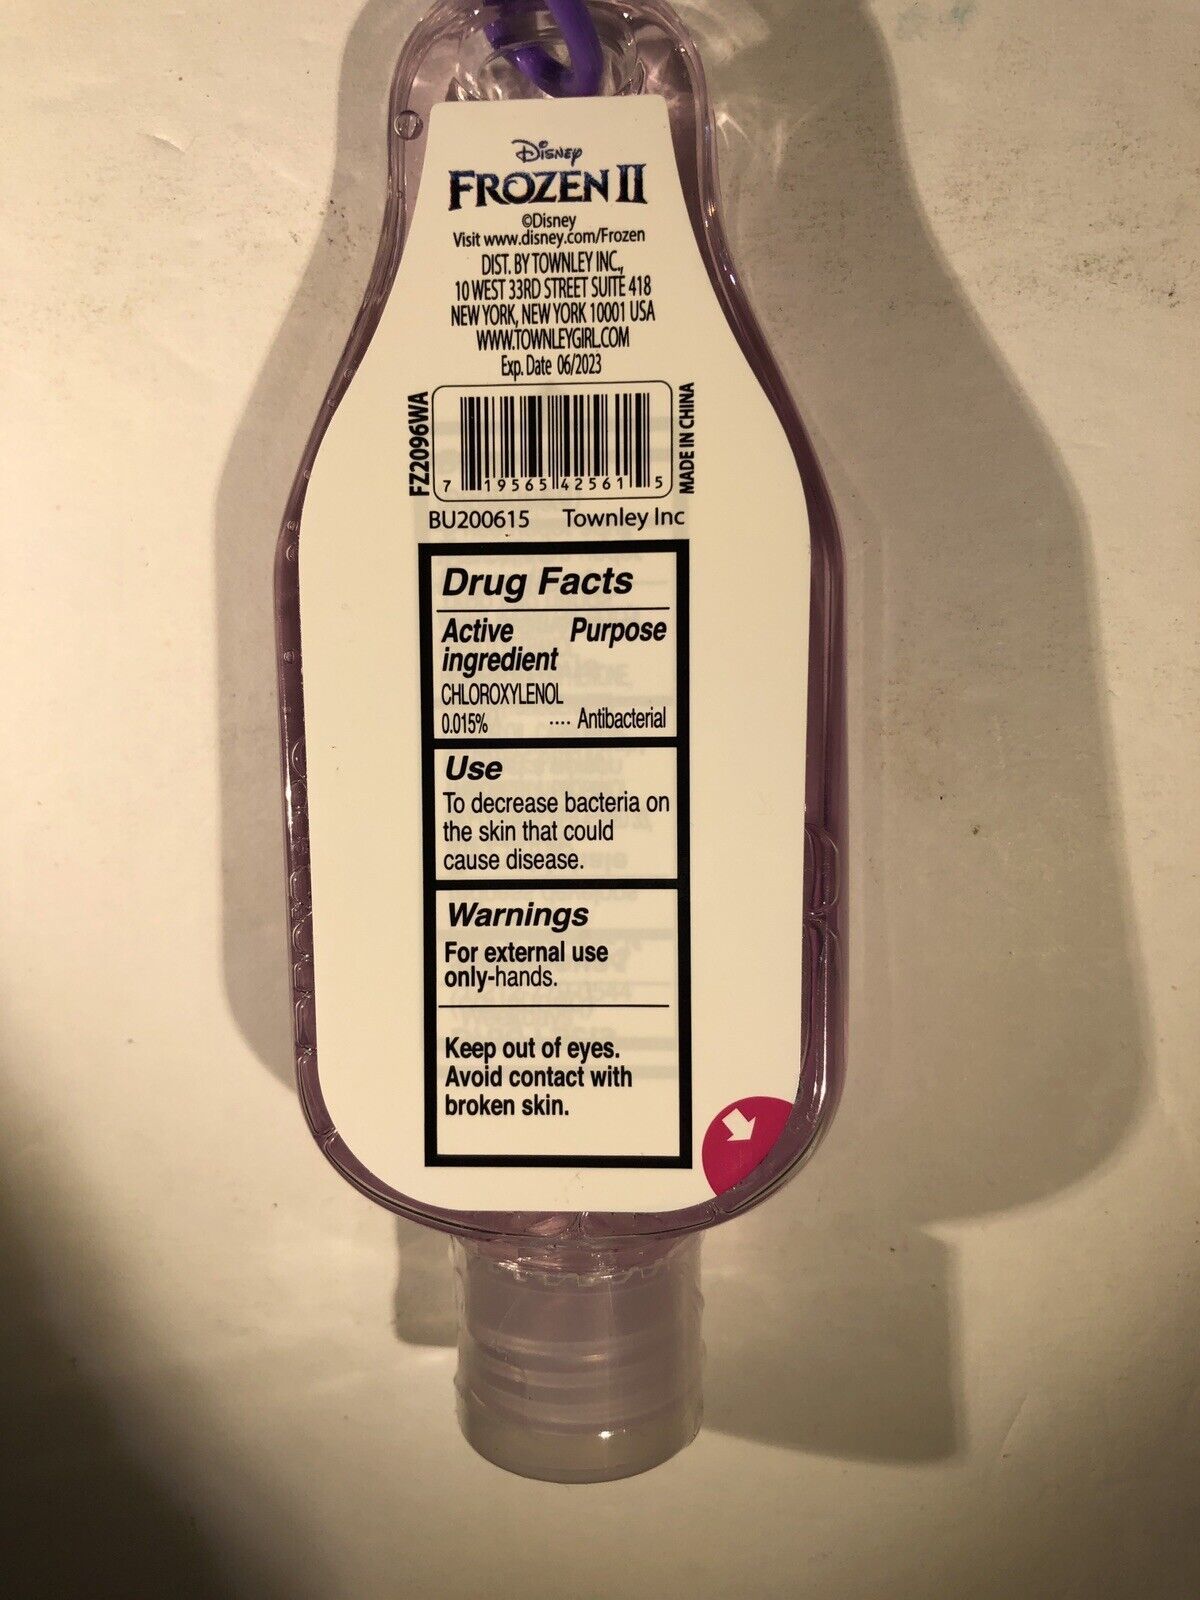 Disney
FROZEN II
©Disney
Visit www.disney.com/Frozen
DIST. BY TOWNLEY INC.,
10 WEST 33RD STREET SUITE 418
NEW YORK, NEW YORK 10001 USA
WWW.TOWNLEYGIRL.COM
Exp. Date 06/2023
FZ2096WA
7 19565 42561 5
MADE IN CHINA
BU200615 Townley Inc
Drug Facts
Active Purpose
ingredient
CHLOROXYLENOL
0.015% .... Antibacterial
Use
To decrease bacteria on
the skin that could
cause disease.
Warnings
For external use
only-hands.
Keep out of eyes.
Avoid contact with
broken skin.